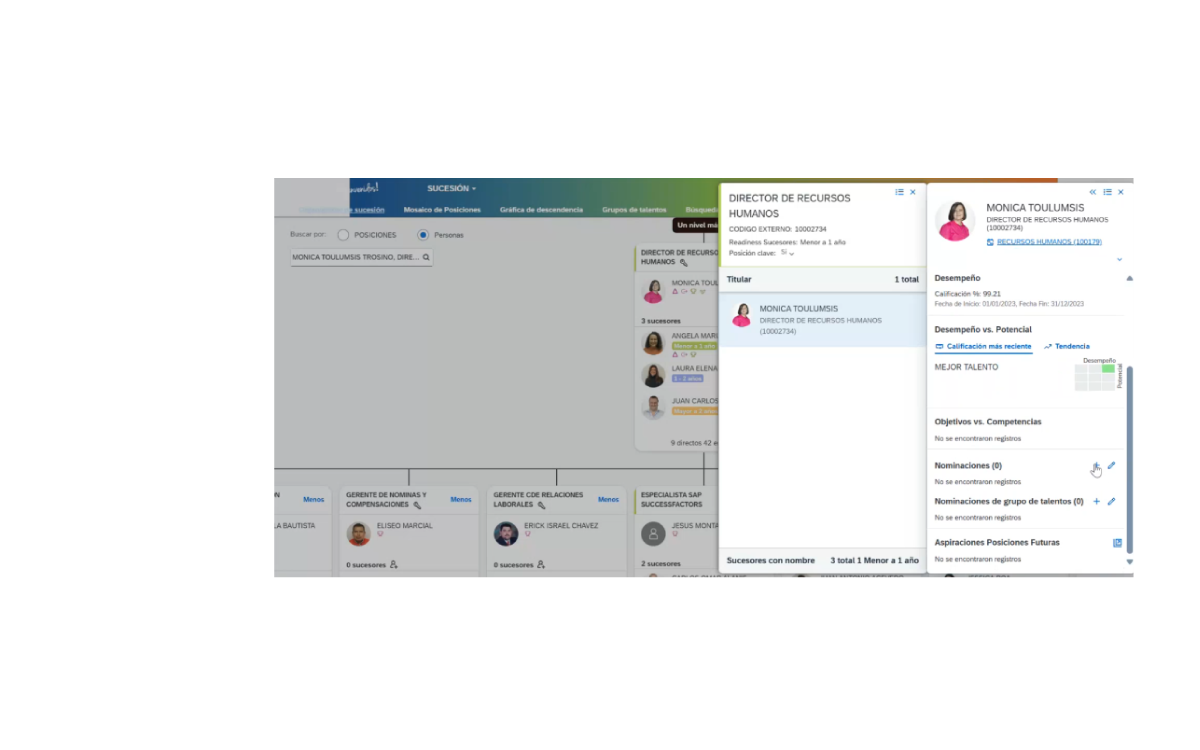 SUCESIÓN
sucesión Mosaico de Posiciones Gráfica de descendencia Grupos de talentos
Buscar por: POSICIONES Personas
MONICA TOULUMSIS TROSINO, DIRE...
Un nivel
DIRECTOR DE RECURSO
HUMANOS
MONICA TOUL
3 sucesores
ANGELA MARI
Menor a 1 año
LAURA ELENA
1 - 2 años
JUAN CARLOS
Mayor a 2 años
9 directos 42 e
Menos
LA BAUTISTA
GERENTE DE NOMINAS Y
COMPENSACIONES
Menos
ELISEO MARCIAL
0 sucesores
GERENTE CDE RELACIONES
LABORALES
Menos
ERICK ISRAEL CHAVEZ
0 sucesores
ESPECIALISTA SAP
SUCCESSFACTORS
JESUS MONTA
2 sucesores
DIRECTOR DE RECURSOS
HUMANOS
CODIGO EXTERNO: 10002734
Readiness Sucesores: Menor a 1 año
Posición clave: Sí
Titular 1 total
MONICA TOULUMSIS
DIRECTOR DE RECURSOS HUMANOS
(10002734)
Sucesores con nombre 3 total 1 Menor a 1 año
MONICA TOULUMSIS
DIRECTOR DE RECURSOS HUMANOS
(10002734)
RECURSOS HUMANOS (100179)
Desempeño
Calificación %: 99.21
Fecha de Inicio: 01/01/2023, Fecha Fin: 31/12/2023
Desempeño vs. Potencial
Calificación más reciente Tendencia
Desempeño
MEJOR TALENTO
Potencial
Objetivos vs. Competencias
No se encontraron registros
Nominaciones (0)
No se encontraron registros
Nominaciones de grupo de talentos (0)
No se encontraron registros
Aspiraciones Posiciones Futuras
No se encontraron registros